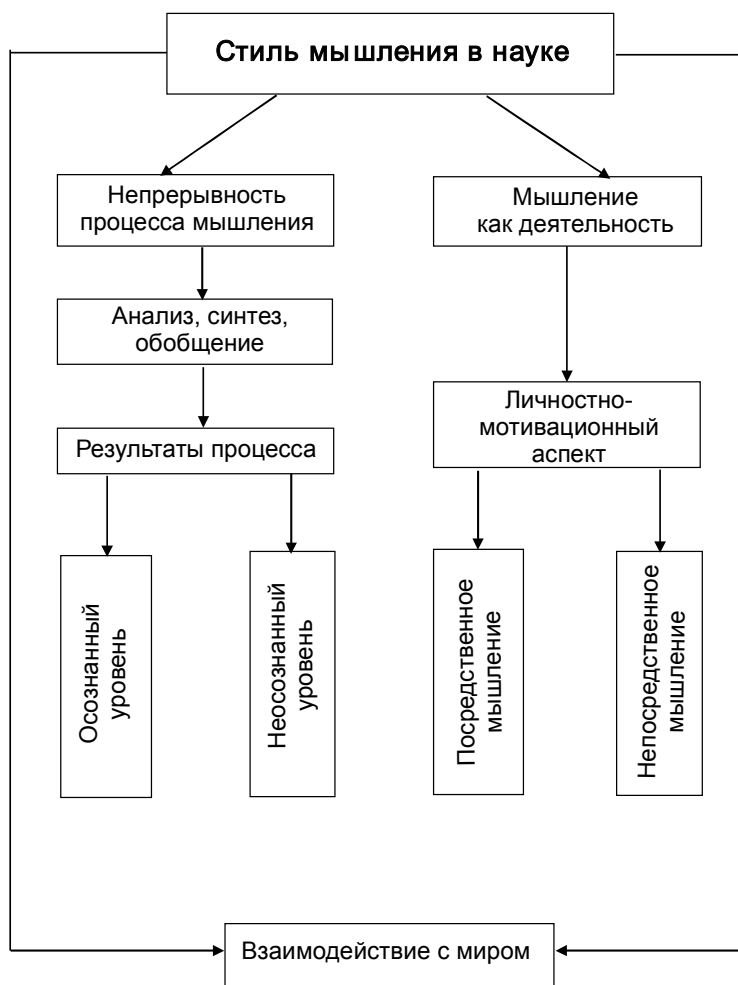 Стиль мышления в науке
Непрерывность
процесса мышления
Мышление
как деятельность
Анализ, синтез,
обобщение
Личностно-
мотивационный
аспект
Результаты процесса
Осознанный
уровень
Неосознанный
уровень
Посредственное
мышление
Непосредственное
мышление
Взаимодействие с миром